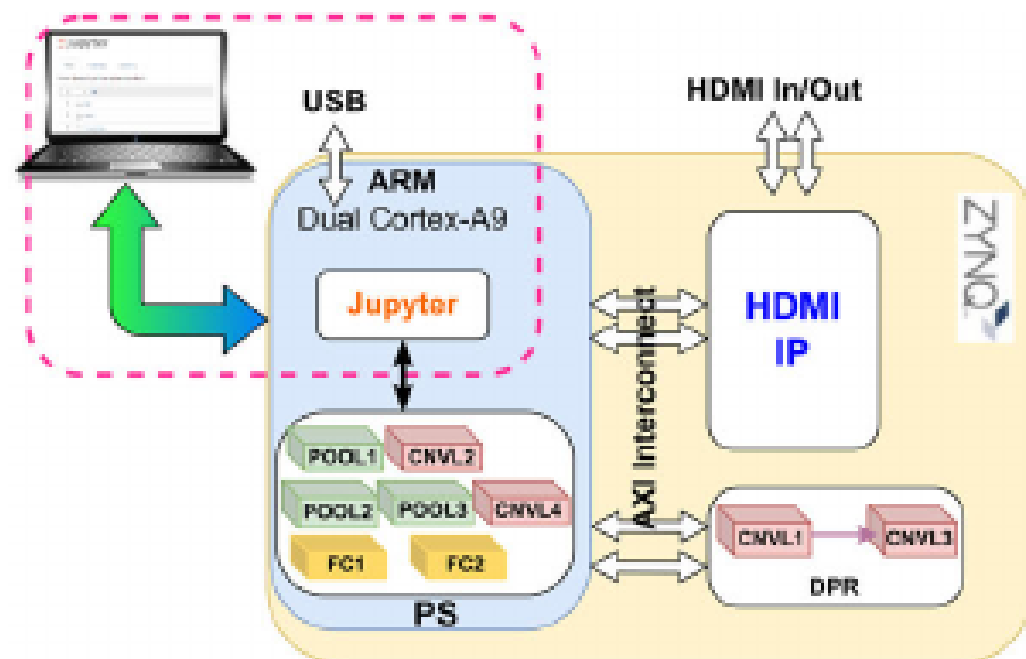 Jupyter
USB
HDMI In/Out
ARM
Dual Cortex-A9
ZYNQ
Jupyter
HDMI
IP
AXI Interconnect
POOL1
CNVL2
POOL2
POOL3
CNVL4
FC1
FC2
CNVL1
CNVL3
DPR
PS